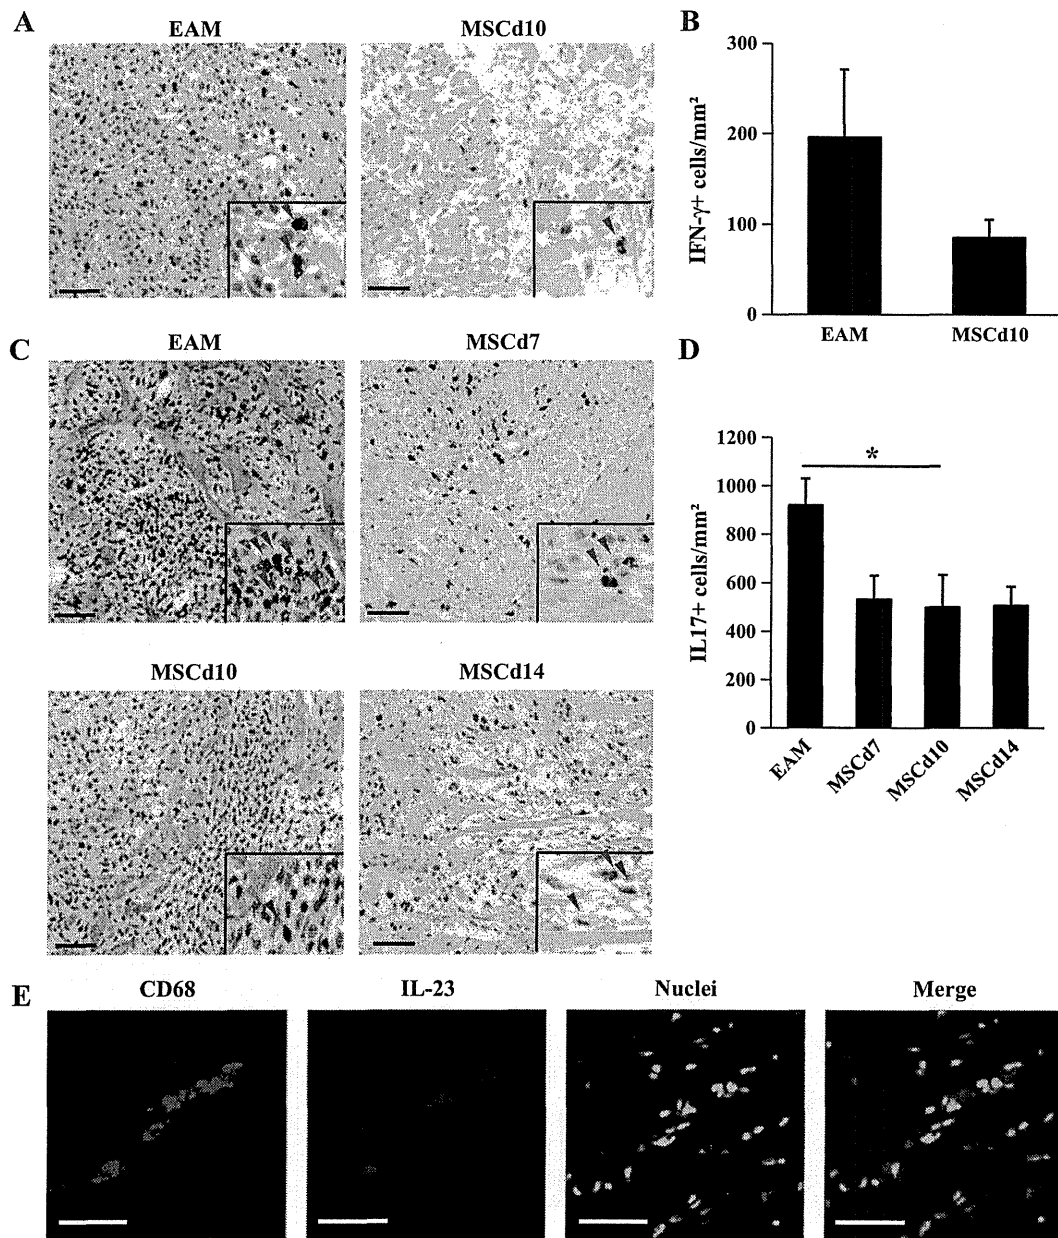 A
EAM
MSCd10
B
300
200
100
0
IFN-γ+ cells/mm²
EAM
MSCd10
C
EAM
MSCd7
MSCd10
MSCd14
D
1200
1000
800
600
400
200
0
IL17+ cells/mm²
*
EAM
MSCd7
MSCd10
MSCd14
E
CD68
IL-23
Nuclei
Merge